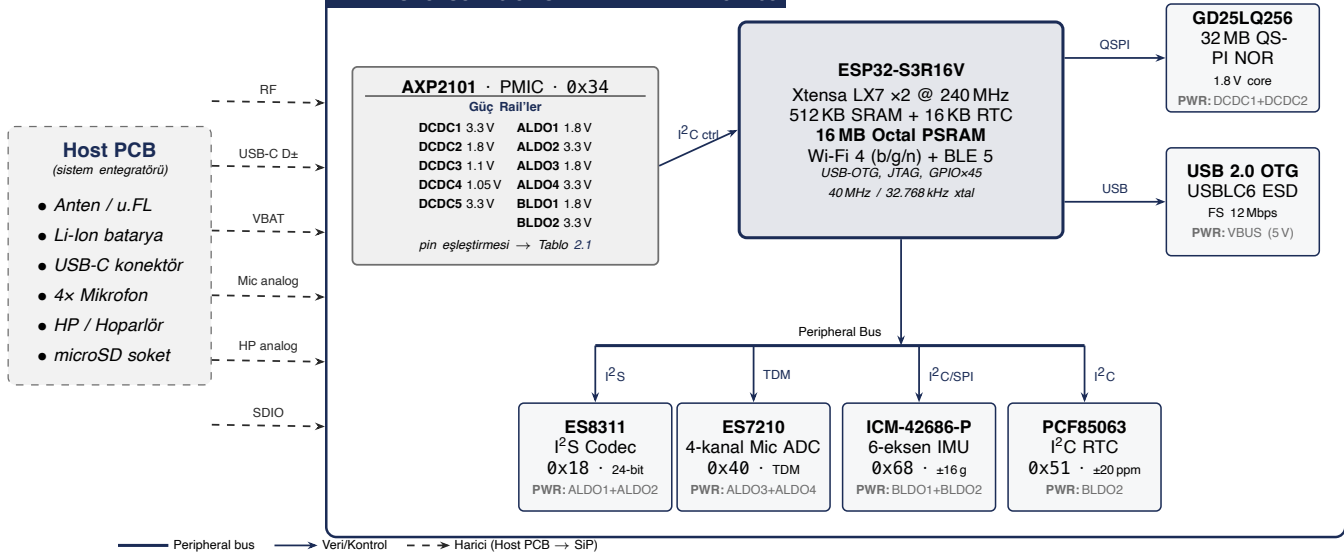 Host PCB
(sistem entegratörü)
● Anten / u.FL
● Li-Ion batarya
● USB-C konektör
● 4× Mikrofon
● HP / Hoparlör
● microSD soket
RF
USB-C D±
VBAT
Mic analog
HP analog
SDIO
AXP2101 · PMIC · 0x34
Güç Rail'ler
DCDC1 3.3 V ALDO1 1.8 V
DCDC2 1.8 V ALDO2 3.3 V
DCDC3 1.1 V ALDO3 1.8 V
DCDC4 1.05 V ALDO4 3.3 V
DCDC5 3.3 V BLDO1 1.8 V
BLDO2 3.3 V
pin eşleştirmesi → Tablo 2.1
I²C ctrl
ESP32-S3R16V
Xtensa LX7 ×2 @ 240 MHz
512 KB SRAM + 16 KB RTC
16 MB Octal PSRAM
Wi-Fi 4 (b/g/n) + BLE 5
USB-OTG, JTAG, GPIO×45
40 MHz / 32.768 kHz xtal
QSPI
GD25LQ256
32 MB QS-
PI NOR
1.8 V core
PWR: DCDC1+DCDC2
USB
USB 2.0 OTG
USBLC6 ESD
FS 12 Mbps
PWR: VBUS (5 V)
Peripheral Bus
I²S
TDM
I²C/SPI
I²C
ES8311
I²S Codec
0x18 · 24-bit
PWR: ALDO1+ALDO2
ES7210
4-kanal Mic ADC
0x40 · TDM
PWR: ALDO3+ALDO4
ICM-42686-P
6-eksen IMU
0x68 · ±16 g
PWR: BLDO1+BLDO2
PCF85063
I²C RTC
0x51 · ±20 ppm
PWR: BLDO2
Peripheral bus
Veri/Kontrol
Harici (Host PCB → SiP)